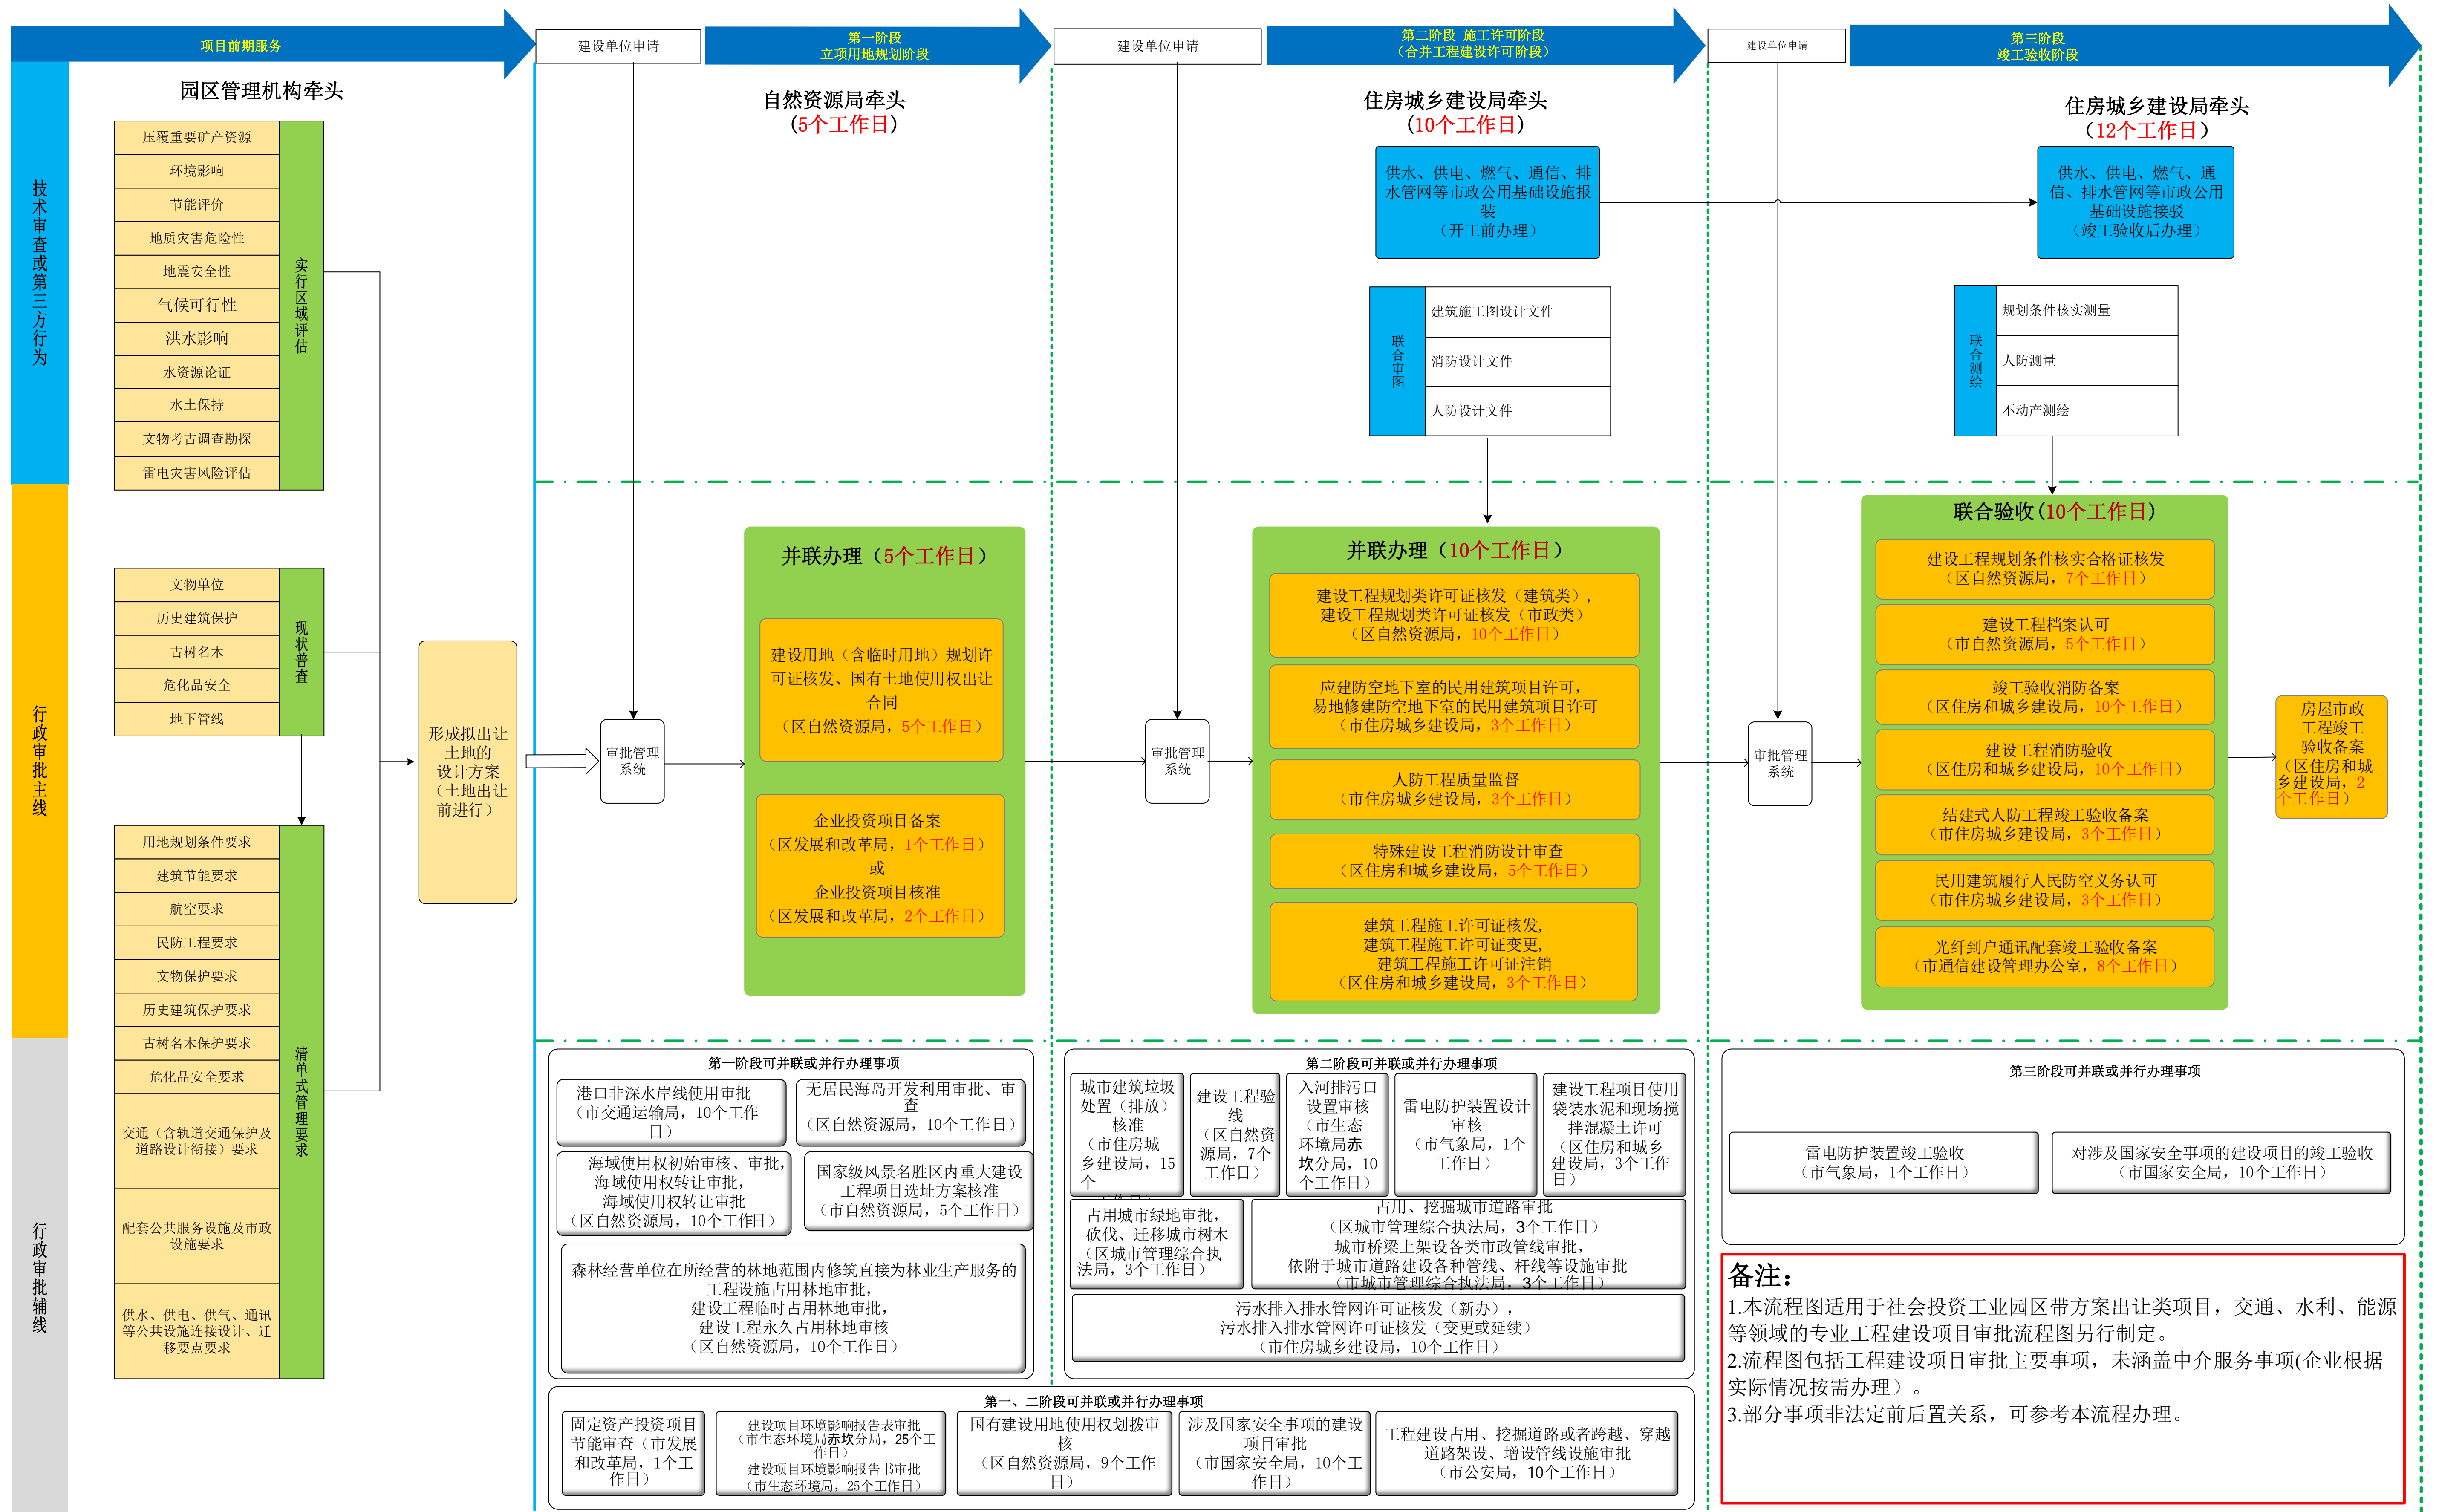 项目前期服务
建设单位申请
第一阶段
立项用地规划阶段
建设单位申请
第二阶段 施工许可阶段
（合并工程建设许可阶段）
建设单位申请
第三阶段
竣工验收阶段
技术审查或第三方行为
行政审批主线
行政审批辅线
园区管理机构牵头
压覆重要矿产资源
环境影响
节能评价
地质灾害危险性
地震安全性
气候可行性
洪水影响
水资源论证
水土保持
文物考古调查勘探
雷电灾害风险评估
实行区域评估
文物单位
历史建筑保护
古树名木
危化品安全
地下管线
现状普查
用地规划条件要求
建筑节能要求
航空要求
民防工程要求
文物保护要求
历史建筑保护要求
古树名木保护要求
危化品安全要求
交通（含轨道交通保护及
道路设计衔接）要求
配套公共服务设施及市政
设施要求
供水、供电、供气、通讯
等公共设施连接设计、迁
移要点要求
清单式管理要求
形成拟出让
土地的
设计方案
（土地出让
前进行）
自然资源局牵头
（5个工作日）
审批管理
系统
并联办理（5个工作日）
建设用地（含临时用地）规划许
可证核发、国有土地使用权出让
合同
（区自然资源局，5个工作日）
企业投资项目备案
（区发展和改革局，1个工作日）
或
企业投资项目核准
（区发展和改革局，2个工作日）
住房城乡建设局牵头
（10个工作日）
供水、供电、燃气、通信、排
水管网等市政公用基础设施报
装
（开工前办理）
联合审图
建筑施工图设计文件
消防设计文件
人防设计文件
审批管理
系统
并联办理（10个工作日）
建设工程规划类许可证核发（建筑类），
建设工程规划类许可证核发（市政类）
（区自然资源局，10个工作日）
应建防空地下室的民用建筑项目许可，
易地修建防空地下室的民用建筑项目许可
（市住房城乡建设局，3个工作日）
人防工程质量监督
（市住房城乡建设局，3个工作日）
特殊建设工程消防设计审查
（区住房和城乡建设局，5个工作日）
建筑工程施工许可证核发，
建筑工程施工许可证变更，
建筑工程施工许可证注销
（区住房和城乡建设局，3个工作日）
住房城乡建设局牵头
（12个工作日）
供水、供电、燃气、通
信、排水管网等市政公用
基础设施接驳
（竣工验收后办理）
联合测绘
规划条件核实测量
人防测量
不动产测绘
审批管理
系统
联合验收（10个工作日）
建设工程规划条件核实合格证核发
（区自然资源局，7个工作日）
建设工程档案认可
（市自然资源局，5个工作日）
竣工验收消防备案
（区住房和城乡建设局，10个工作日）
建设工程消防验收
（区住房和城乡建设局，10个工作日）
结建式人防工程竣工验收备案
（市住房城乡建设局，3个工作日）
民用建筑履行人民防空义务认可
（市住房城乡建设局，3个工作日）
光纤到户通讯配套竣工验收备案
（市通信建设管理办公室，8个工作日）
房屋市政
工程竣工
验收备案
（区住房和城
乡建设局，2
个工作日）
第一阶段可并联或并行办理事项
港口非深水岸线使用审批
（市交通运输局，10个工作
日）
无居民海岛开发利用审批、审
查
（区自然资源局，10个工作日）
海域使用权初始审核、审批，
海域使用权转让审批，
海域使用权转让审批
（区自然资源局，10个工作日）
国家级风景名胜区内重大建设
工程项目选址方案核准
（市自然资源局，5个工作日）
森林经营单位在所经营的林地范围内修筑直接为林业生产服务的
工程设施占用林地审批，
建设工程临时占用林地审批，
建设工程永久占用林地审核
（区自然资源局，10个工作日）
第二阶段可并联或并行办理事项
城市建筑垃圾
处置（排放）
核准
（市住房城
乡建设局，15
个
工作日）
建设工程验
线
（区自然资
源局，7个
工作日）
入河排污口
设置审核
（市生态
环境局赤
坎分局，10
个工作日）
雷电防护装置设计
审核
（市气象局，1个
工作日）
建设工程项目使用
袋装水泥和现场搅
拌混凝土许可
（区住房和城乡
建设局，3个工作
日）
占用城市绿地审批，
砍伐、迁移城市树木
（区城市管理综合执
法局，3个工作日）
占用、挖掘城市道路审批
（区城市管理综合执法局，3个工作日）
城市桥梁上架设各类市政管线审批，
依附于城市道路建设各种管线、杆线等设施审批
（市城市管理综合执法局，3个工作日）
污水排入排水管网许可证核发（新办），
污水排入排水管网许可证核发（变更或延续）
（市住房城乡建设局，10个工作日）
第三阶段可并联或并行办理事项
雷电防护装置竣工验收
（市气象局，1个工作日）
对涉及国家安全事项的建设项目的竣工验收
（市国家安全局，10个工作日）
第一、二阶段可并联或并行办理事项
固定资产投资项目
节能审查（市发展
和改革局，1个工
作日）
建设项目环境影响报告表审批
（市生态环境局赤坎分局，25个工
作日）
建设项目环境影响报告书审批
（市生态环境局，25个工作日）
国有建设用地使用权划拨审
核
（区自然资源局，9个工作
日）
涉及国家安全事项的建设
项目审批
（市国家安全局，10个工
作日）
工程建设占用、挖掘道路或者跨越、穿越
道路架设、增设管线设施审批
（市公安局，10个工作日）
备注：
1.本流程图适用于社会投资工业园区带方案出让类项目，交通、水利、能源
等领域的专业工程建设项目审批流程图另行制定。
2.流程图包括工程建设项目审批主要事项，未涵盖中介服务事项(企业根据
实际情况按需办理）。
3.部分事项非法定前后置关系，可参考本流程办理。